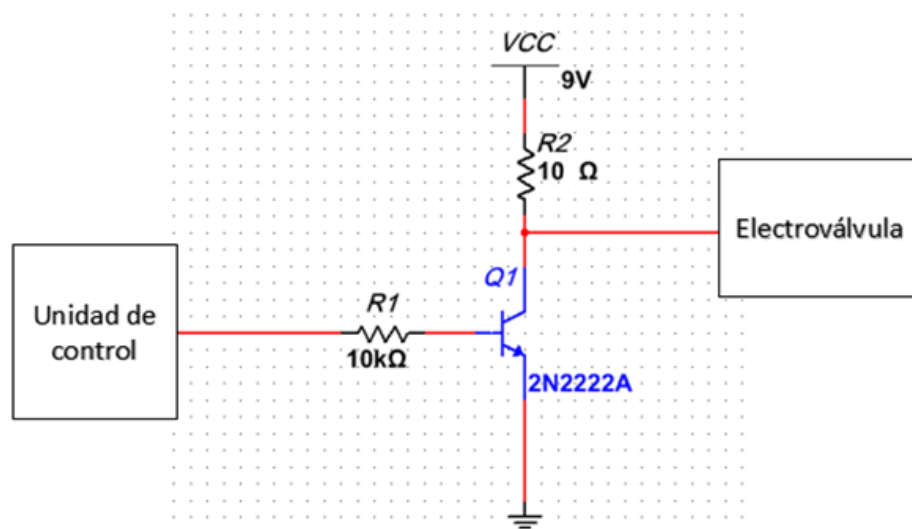 VCC
9V
R2
10 Ω
Electroválvula
Q1
Unidad de
control
R1
10kΩ
2N2222A